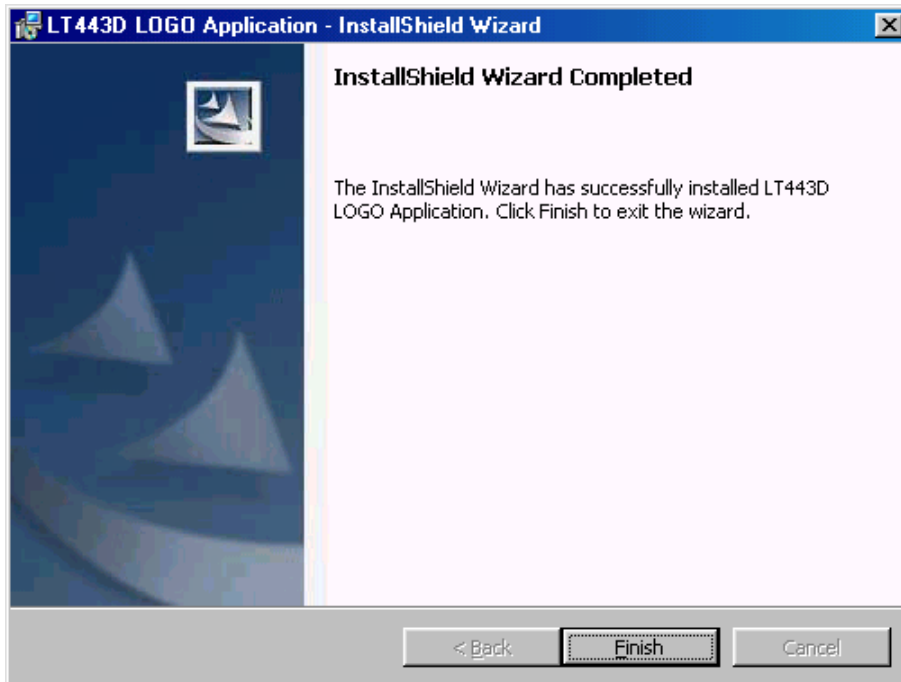 LT443D LOGO Application - InstallShield Wizard
InstallShield Wizard Completed
The InstallShield Wizard has successfully installed LT443D
LOGO Application. Click Finish to exit the wizard.
< Back
Finish
Cancel